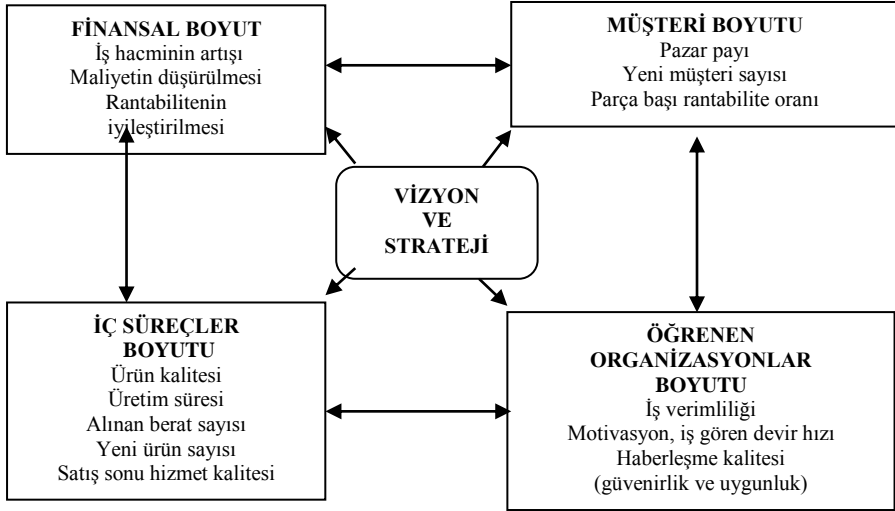 FİNANSAL BOYUT
İş hacminin artışı
Maliyetin düşürülmesi
Rantabilitenin
iyileştirilmesi
MÜŞTERİ BOYUTU
Pazar payı
Yeni müşteri sayısı
Parça başı rantabilite oranı
VİZYON
VE
STRATEJİ
İÇ SÜREÇLER
BOYUTU
Ürün kalitesi
Üretim süresi
Alınan berat sayısı
Yeni ürün sayısı
Satış sonu hizmet kalitesi
ÖĞRENEN
ORGANİZASYONLAR
BOYUTU
İş verimliliği
Motivasyon, iş gören devir hızı
Haberleşme kalitesi
(güvenirlik ve uygunluk)